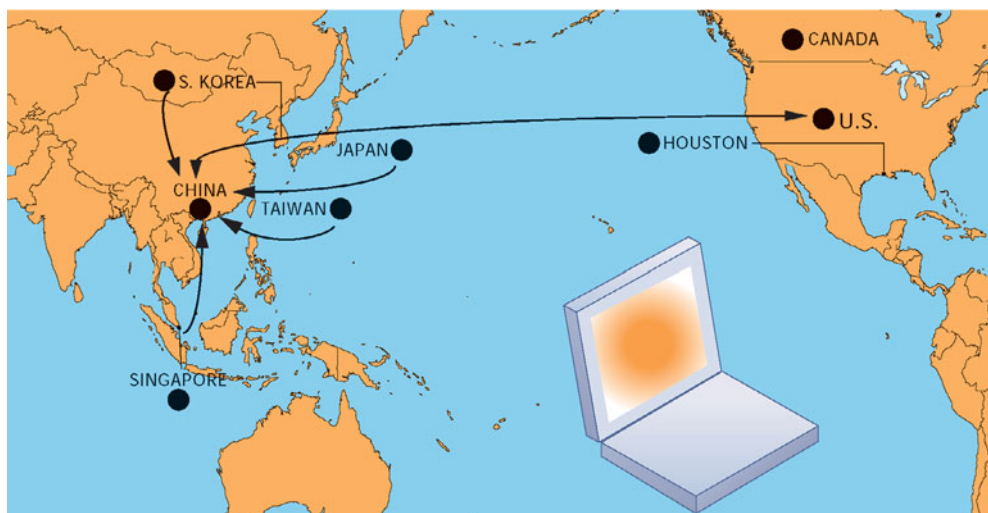 CANADA
S. KOREA
U.S.
JAPAN
HOUSTON
CHINA
TAIWAN
SINGAPORE